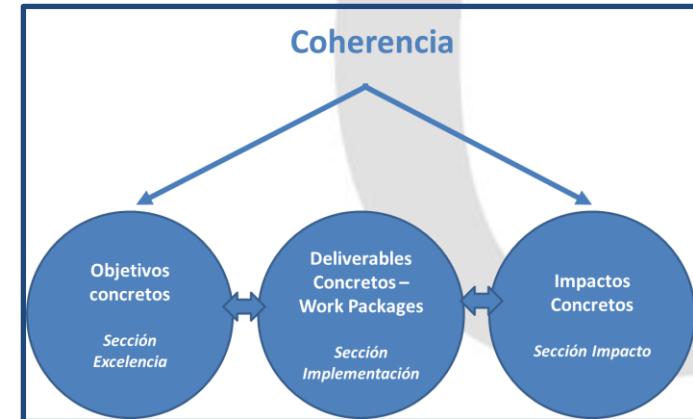 Coherencia
Objetivos
concretos
Sección
Excelencia
Deliverables
Concretos –
Work Packages
Sección
Implementación
Impactos
Concretos
Sección Impacto